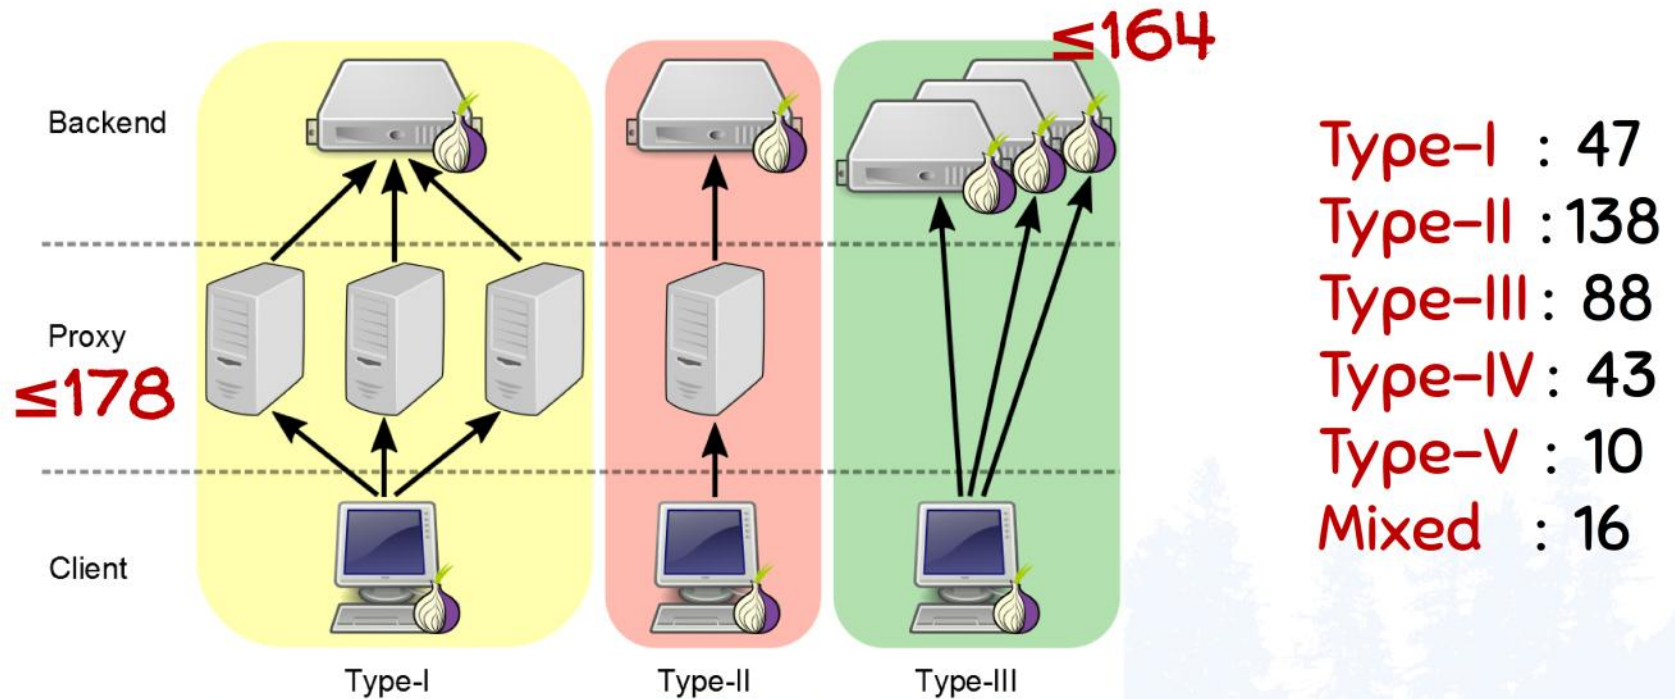 ≤164
Backend
Proxy
≤178
Client
Type-I
Type-II
Type-III
Type-I : 47
Type-II : 138
Type-III : 88
Type-IV : 43
Type-V : 10
Mixed : 16